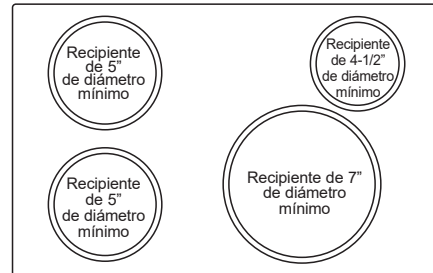 Recipiente
de 5”
de diámetro
mínimo
Recipiente
de 4-1/2”
de diámetro
mínimo
Recipiente
de 5”
de diámetro
mínimo
Recipiente de 7”
de diámetro
mínimo